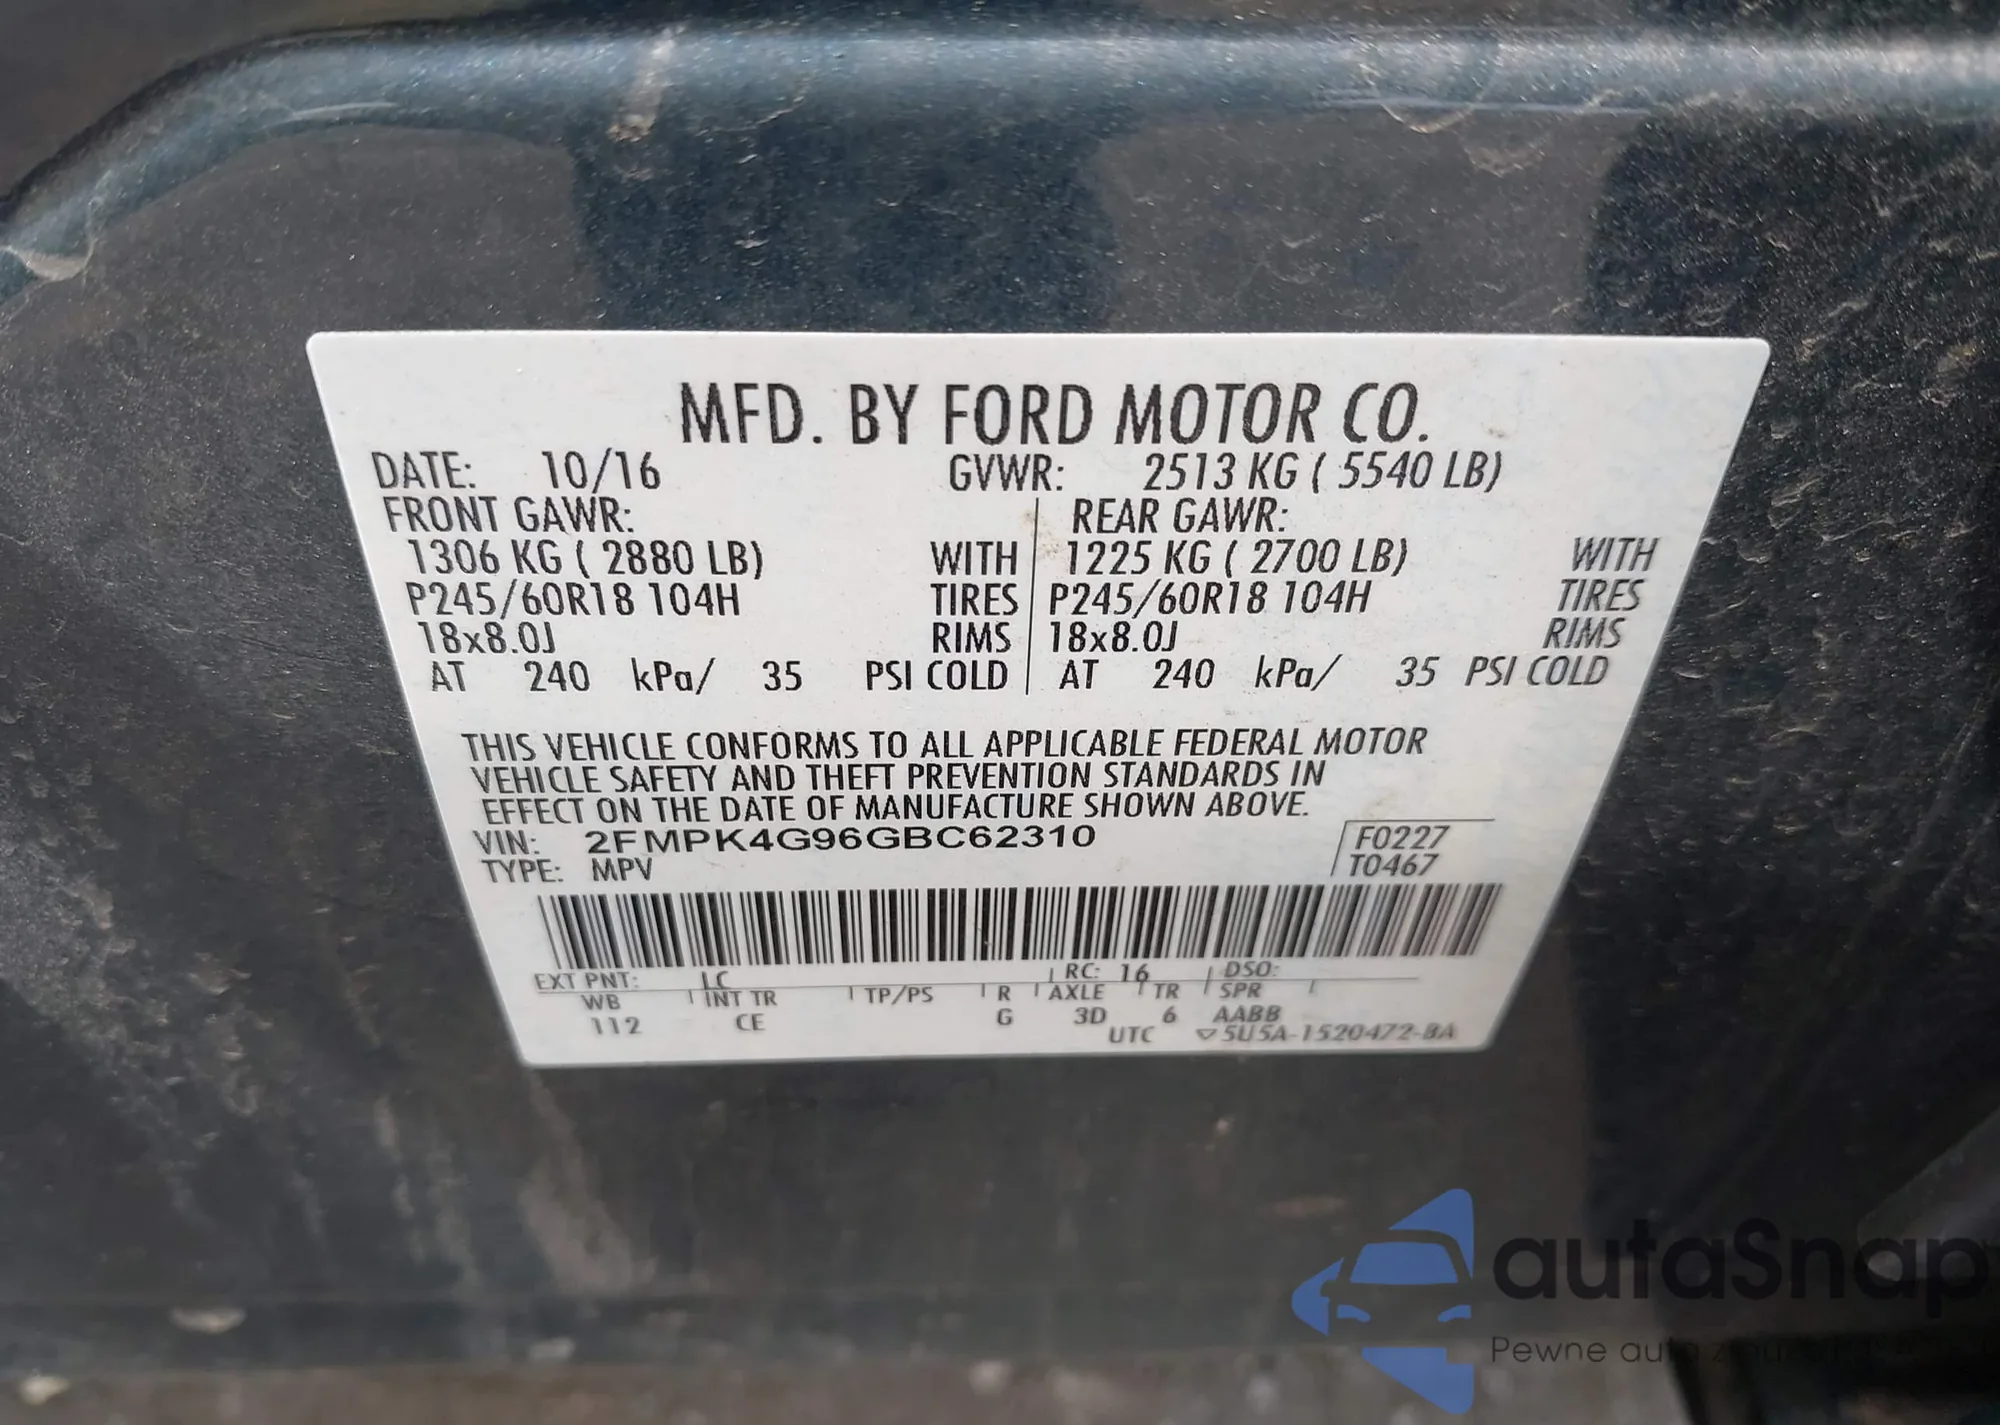 MFD. BY FORD MOTOR CO.
DATE: 10/16 GVWR: 2513 KG ( 5540 LB)
FRONT GAWR: REAR GAWR:
1306 KG ( 2880 LB) WITH 1225 KG ( 2700 LB) WITH
P245/60R18 104H TIRES P245/60R18 104H TIRES
18x8.0J RIMS 18x8.0J RIMS
AT 240 kPa/ 35 PSI COLD AT 240 kPa/ 35 PSI COLD
THIS VEHICLE CONFORMS TO ALL APPLICABLE FEDERAL MOTOR
VEHICLE SAFETY AND THEFT PREVENTION STANDARDS IN
EFFECT ON THE DATE OF MANUFACTURE SHOWN ABOVE.
VIN: 2FMPK4G96GBC62310 F0227
TYPE: MPV T0467
EXT PNT: LC RC: 16 DSO:
WB INT TR TP/PS R AXLE TR SPR
112 CE G 3D 6 AABB
UTC 5U5A-1520472-BA
autaSnap
Pewne auta